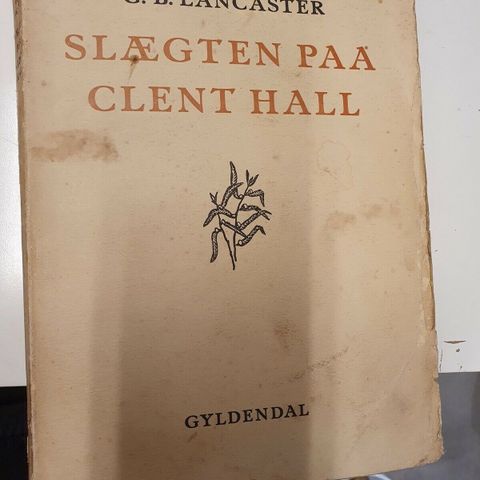 G. B. LANCASTER
SLÆGTEN PAA
CLENT HALL
GYLDENDAL